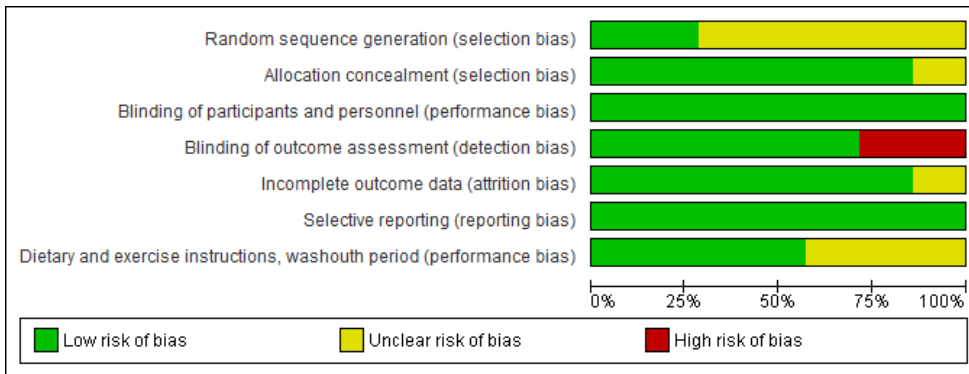 Random sequence generation (selection bias)
Allocation concealment (selection bias)
Blinding of participants and personnel (performance bias)
Blinding of outcome assessment (detection bias)
Incomplete outcome data (attrition bias)
Selective reporting (reporting bias)
Dietary and exercise instructions, washouth period (performance bias)
0% 25% 50% 75% 100%
Low risk of bias Unclear risk of bias High risk of bias